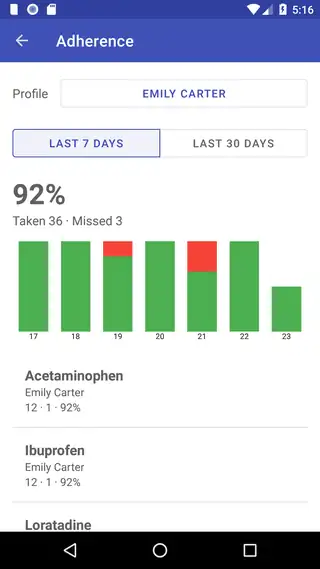 5:16
Adherence
Profile
EMILY CARTER
LAST 7 DAYS
LAST 30 DAYS
92%
Taken 36 · Missed 3
17 18 19 20 21 22 23
Acetaminophen
Emily Carter
12 · 1 · 92%
Ibuprofen
Emily Carter
12 · 1 · 92%
Loratadine